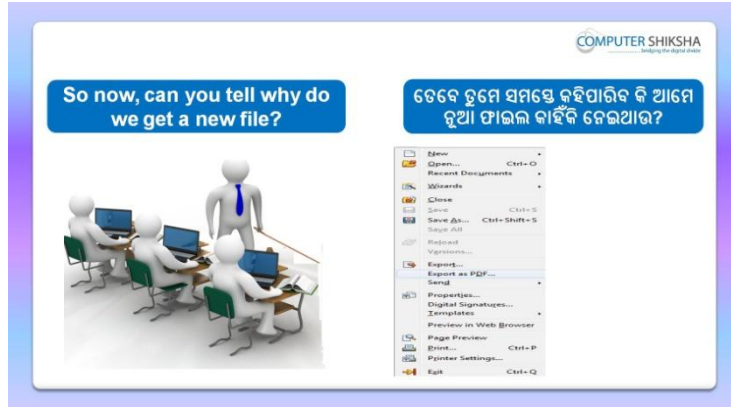 COMPUTER SHIKSHA
bridging the digital divide
So now, can you tell why do
we get a new file?
ତେବେ ତୁମେ ସମସ୍ତେ କହିପାରିବ କି ଆମେ
ନୂଆ ଫାଇଲ କାହିଁକି ନେଇଥାଉ?
New
Open... Ctrl+O
Recent Documents
Wizards
Close
Save Ctrl+S
Save As... Ctrl+Shift+S
Save All
Reload
Versions...
Export...
Export as PDF...
Send
Properties...
Digital Signatures...
Templates
Preview in Web Browser
Page Preview
Print... Ctrl+P
Printer Settings...
Exit Ctrl+Q